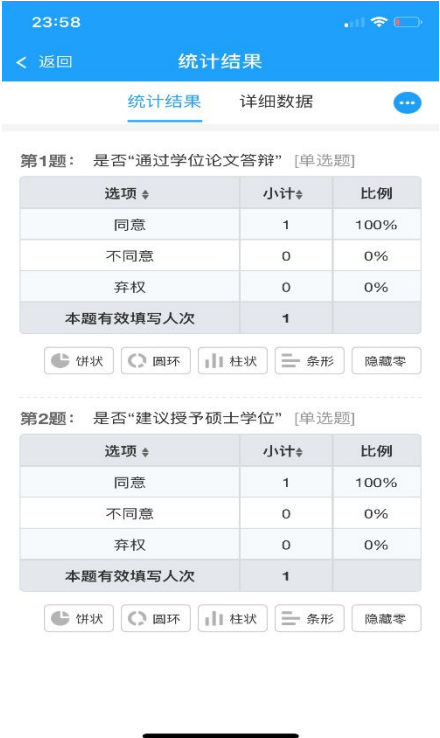 23:58
< 返回 统计结果
统计结果 详细数据
第1题： 是否“通过学位论文答辩” [单选题]
选项 小计 比例
同意 1 100%
不同意 0 0%
弃权 0 0%
本题有效填写人次 1
饼状 圆环 柱状 条形 隐藏零
第2题： 是否“建议授予硕士学位” [单选题]
选项 小计 比例
同意 1 100%
不同意 0 0%
弃权 0 0%
本题有效填写人次 1
饼状 圆环 柱状 条形 隐藏零